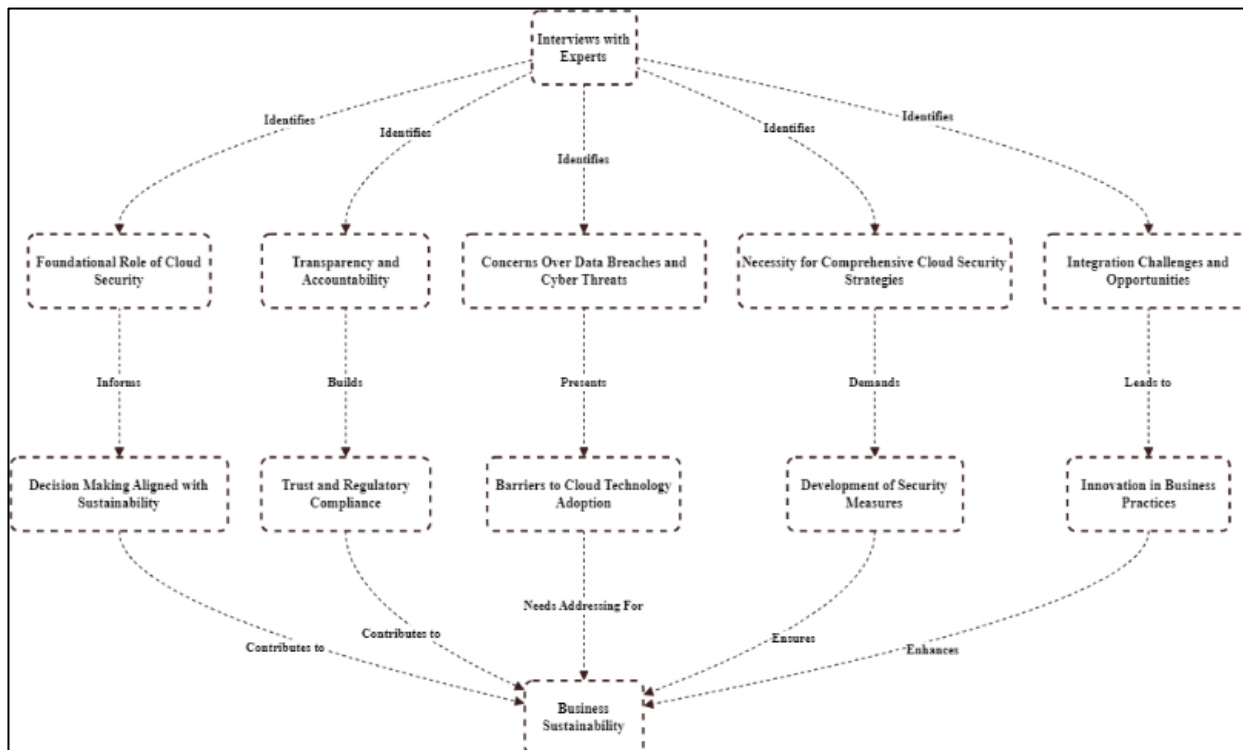 Interviews with
Experts
Identifies
Identifies
Identifies
Identifies
Identifies
Foundational Role of Cloud
Security
Transparency and
Accountability
Concerns Over Data Breaches and
Cyber Threats
Necessity for Comprehensive Cloud Security
Strategies
Integration Challenges and
Opportunities
Informs
Builds
Presents
Demands
Leads to
Decision Making Aligned with
Sustainability
Trust and Regulatory
Compliance
Barriers to Cloud Technology
Adoption
Development of Security
Measures
Innovation in Business
Practices
Contributes to
Contributes to
Needs Addressing For
Ensures
Enhances
Business
Sustainability